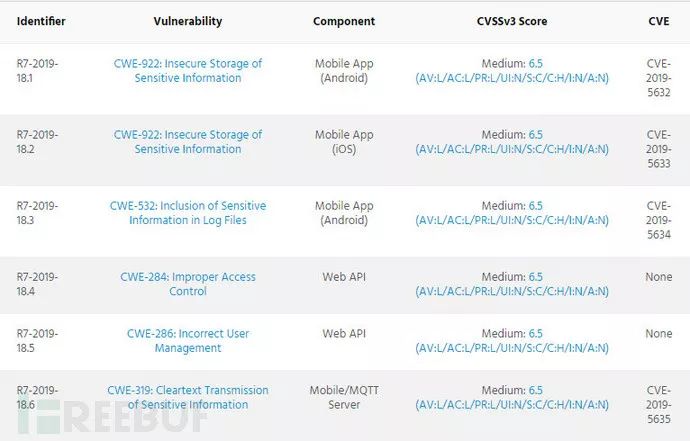 Identifier Vulnerability Component CVSSv3 Score CVE
R7-2019-18.1 CWE-922: Insecure Storage of Sensitive Information Mobile App (Android) Medium: 6.5 (AV:L/AC:L/PR:L/UI:N/S:C/C:H/I:N/A:N) CVE-2019-5632
R7-2019-18.2 CWE-922: Insecure Storage of Sensitive Information Mobile App (iOS) Medium: 6.5 (AV:L/AC:L/PR:L/UI:N/S:C/C:H/I:N/A:N) CVE-2019-5633
R7-2019-18.3 CWE-532: Inclusion of Sensitive Information in Log Files Mobile App (Android) Medium: 6.5 (AV:L/AC:L/PR:L/UI:N/S:C/C:H/I:N/A:N) CVE-2019-5634
R7-2019-18.4 CWE-284: Improper Access Control Web API Medium: 6.5 (AV:L/AC:L/PR:L/UI:N/S:C/C:H/I:N/A:N) None
R7-2019-18.5 CWE-286: Incorrect User Management Web API Medium: 6.5 (AV:L/AC:L/PR:L/UI:N/S:C/C:H/I:N/A:N) None
R7-2019-18.6 CWE-319: Cleartext Transmission of Sensitive Information Mobile/MQTT Server Medium: 6.5 (AV:L/AC:L/PR:L/UI:N/S:C/C:H/I:N/A:N) CVE-2019-5635
FREEBUF